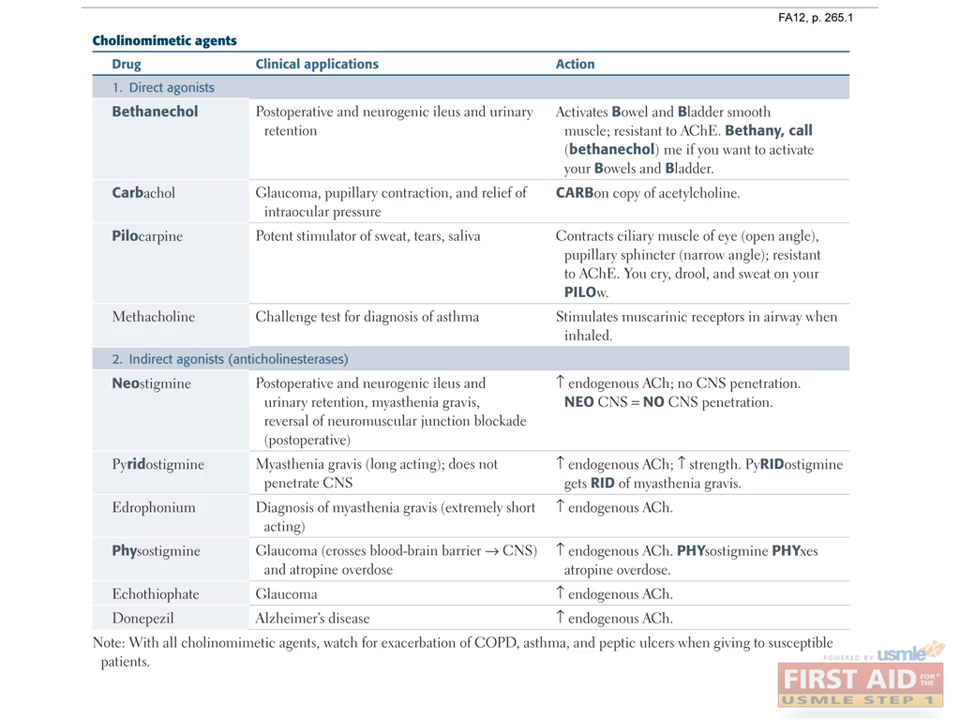 FA12, p. 265.1
Cholinomimetic agents
Drug Clinical applications Action
1. Direct agonists
Bethanechol Postoperative and neurogenic ileus and urinary Activates Bowel and Bladder smooth
retention muscle; resistant to AChE. Bethany, call
(bethanechol) me if you want to activate
your Bowels and Bladder.
Carbachol Glaucoma, pupillary contraction, and relief of CARBon copy of acetylcholine.
intraocular pressure
Pilocarpine Potent stimulator of sweat, tears, saliva Contracts ciliary muscle of eye (open angle),
pupillary sphincter (narrow angle); resistant
to AChE. You cry, drool, and sweat on your
PILOw.
Methacholine Challenge test for diagnosis of asthma Stimulates muscarinic receptors in airway when
inhaled.
2. Indirect agonists (anticholinesterases)
Neostigmine Postoperative and neurogenic ileus and ↑ endogenous ACh; no CNS penetration.
urinary retention, myasthenia gravis, NEO CNS = NO CNS penetration.
reversal of neuromuscular junction blockade
(postoperative)
Pyridostigmine Myasthenia gravis (long acting); does not ↑ endogenous ACh; ↑ strength. PyRIDostigmine
penetrate CNS gets RID of myasthenia gravis.
Edrophonium Diagnosis of myasthenia gravis (extremely short ↑ endogenous ACh.
acting)
Physostigmine Glaucoma (crosses blood-brain barrier → CNS) ↑ endogenous ACh. PHYsostigmine PHYxes
and atropine overdose atropine overdose.
Echothiophate Glaucoma ↑ endogenous ACh.
Donepezil Alzheimer's disease ↑ endogenous ACh.
Note: With all cholinomimetic agents, watch for exacerbation of COPD, asthma, and peptic ulcers when giving to susceptible
patients.
POWERED BY usmle
FIRST AID FOR THE
USMLE STEP 1